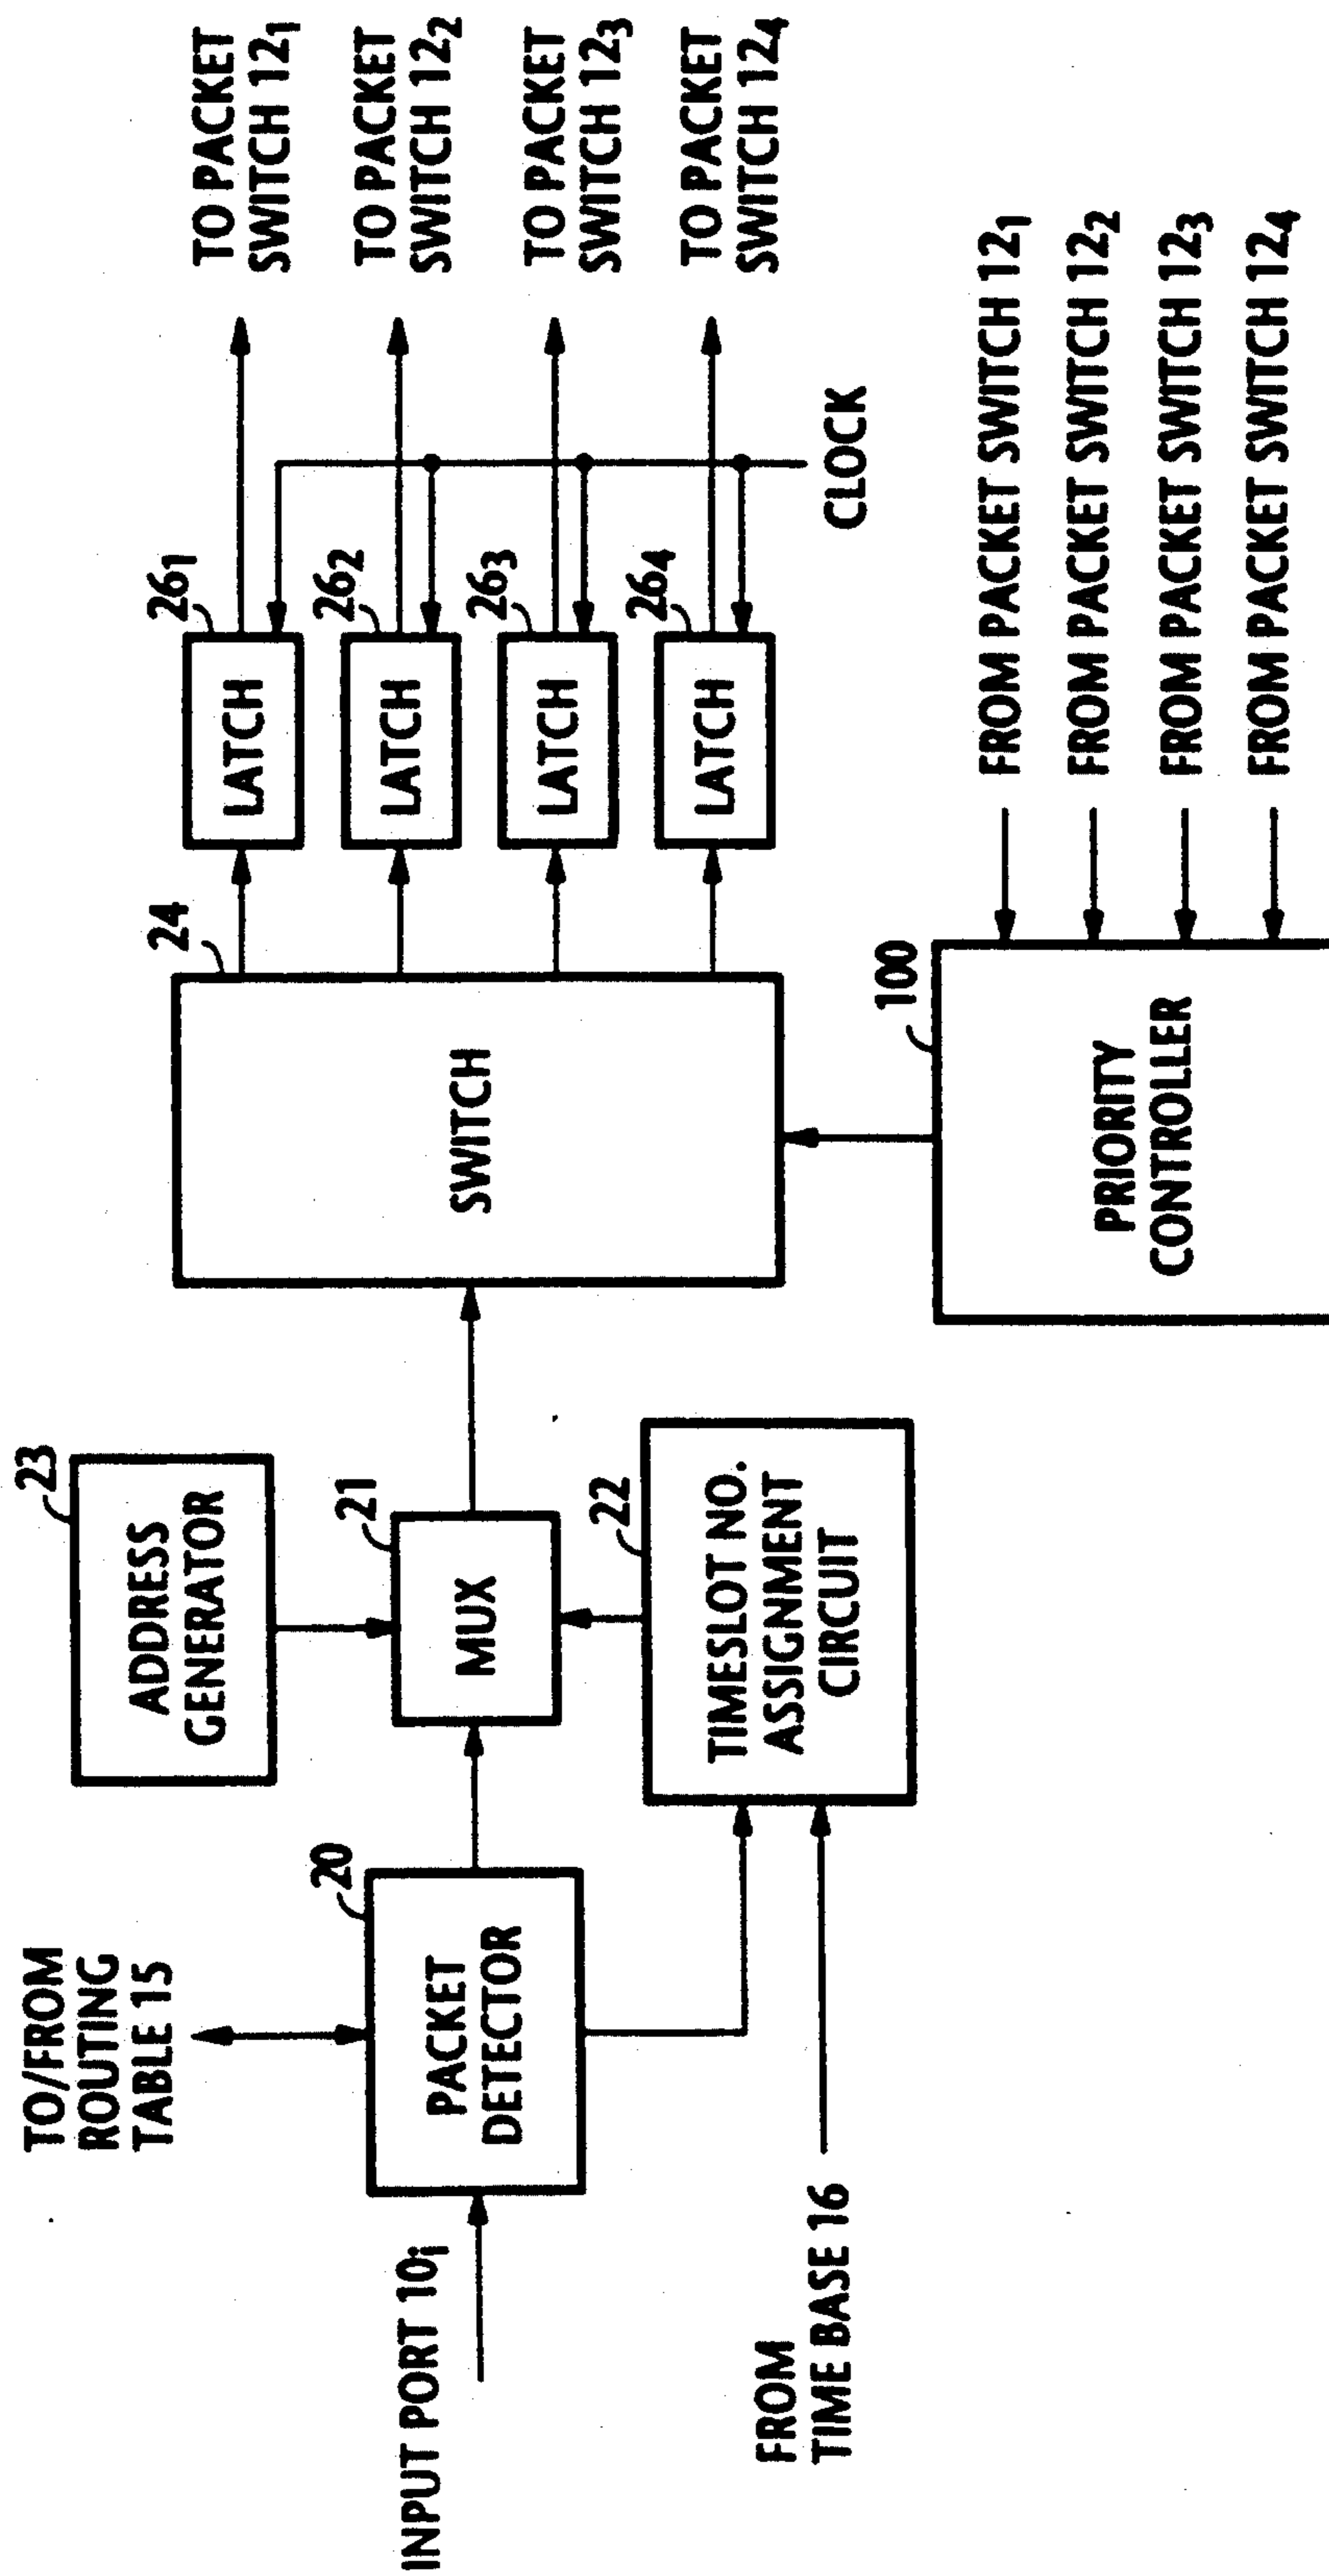 TO/FROM
ROUTING
TABLE 15
INPUT PORT 10i
20
PACKET
DETECTOR
FROM
TIME BASE 16
23
ADDRESS
GENERATOR
21
MUX
22
TIMESLOT NO.
ASSIGNMENT
CIRCUIT
24
SWITCH
100
PRIORITY
CONTROLLER
26₁
LATCH
26₂
LATCH
26₃
LATCH
26₄
LATCH
CLOCK
TO PACKET
SWITCH 12₁
TO PACKET
SWITCH 12₂
TO PACKET
SWITCH 12₃
TO PACKET
SWITCH 12₄
FROM PACKET SWITCH 12₁
FROM PACKET SWITCH 12₂
FROM PACKET SWITCH 12₃
FROM PACKET SWITCH 12₄